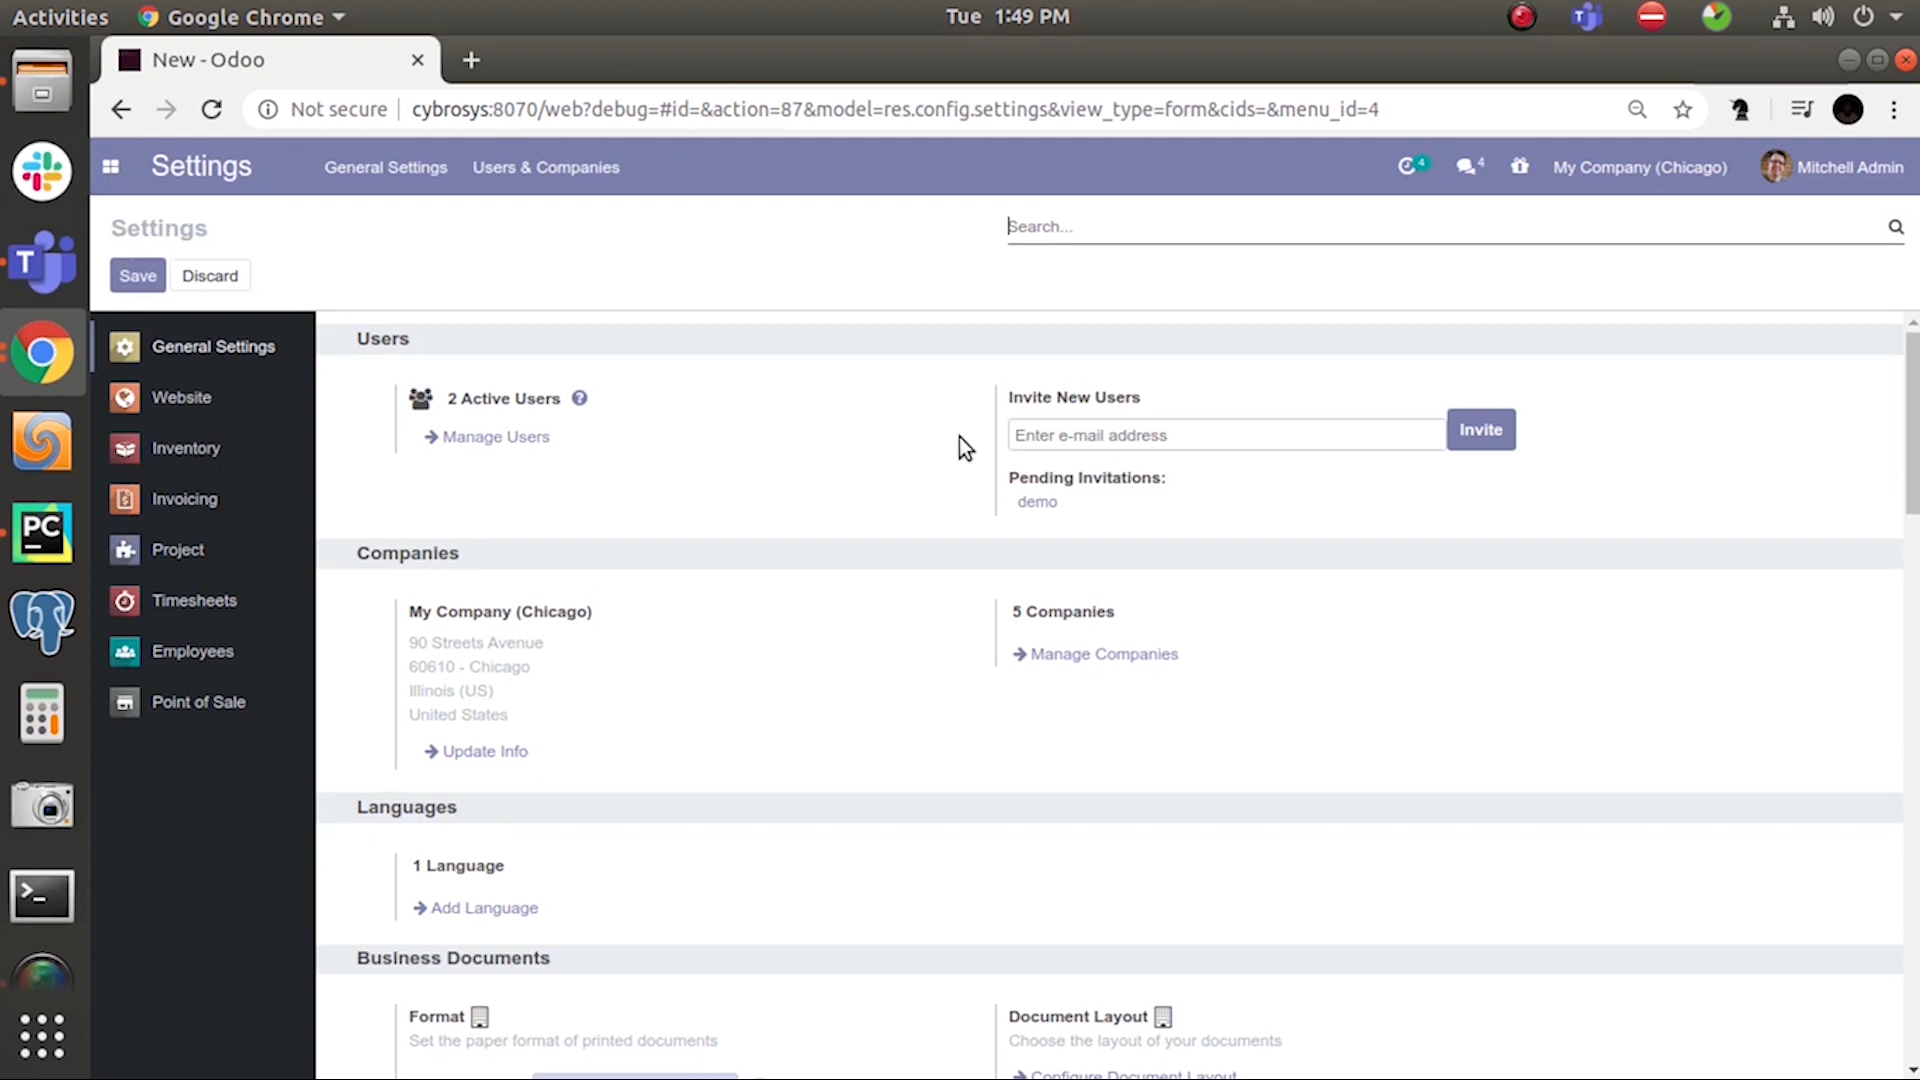 Activities
Google Chrome
Tue 1:49 PM
New - Odoo
Not secure
cybrosys:8070/web?debug=#id=&action=87&model=res.config.settings&view_type=form&cids=&menu_id=4
Settings
General Settings
Users & Companies
4
4
My Company (Chicago)
Mitchell Admin
Settings
Search...
Save
Discard
General Settings
Website
Inventory
Invoicing
Project
Timesheets
Employees
Point of Sale
Users
2 Active Users
Manage Users
Invite New Users
Enter e-mail address
Invite
Pending Invitations:
demo
Companies
My Company (Chicago)
90 Streets Avenue
60610 - Chicago
Illinois (US)
United States
Update Info
5 Companies
Manage Companies
Languages
1 Language
Add Language
Business Documents
Format
Set the paper format of printed documents
Document Layout
Choose the layout of your documents
Configure Document Layout
T
PC